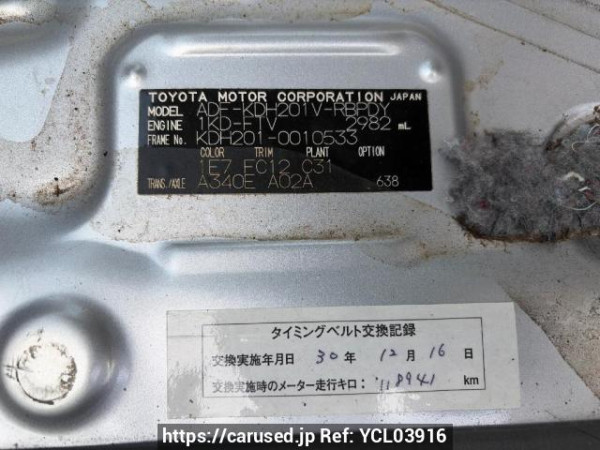 TOYOTA MOTOR CORPORATION JAPAN
MODEL ADF-KDH201V-RBPDY
ENGINE 1KD-FTV 2982 mL
FRAME No. KDH201-0010533
COLOR TRIM PLANT OPTION
1E7 FC12 C31
TRANS./AXLE A340E A02A 638
タイミングベルト交換記録
交換実施年月日 30 年 12 月 16 日
交換実施時のメーター走行キロ: 118941 km
https://carused.jp Ref: YCL03916